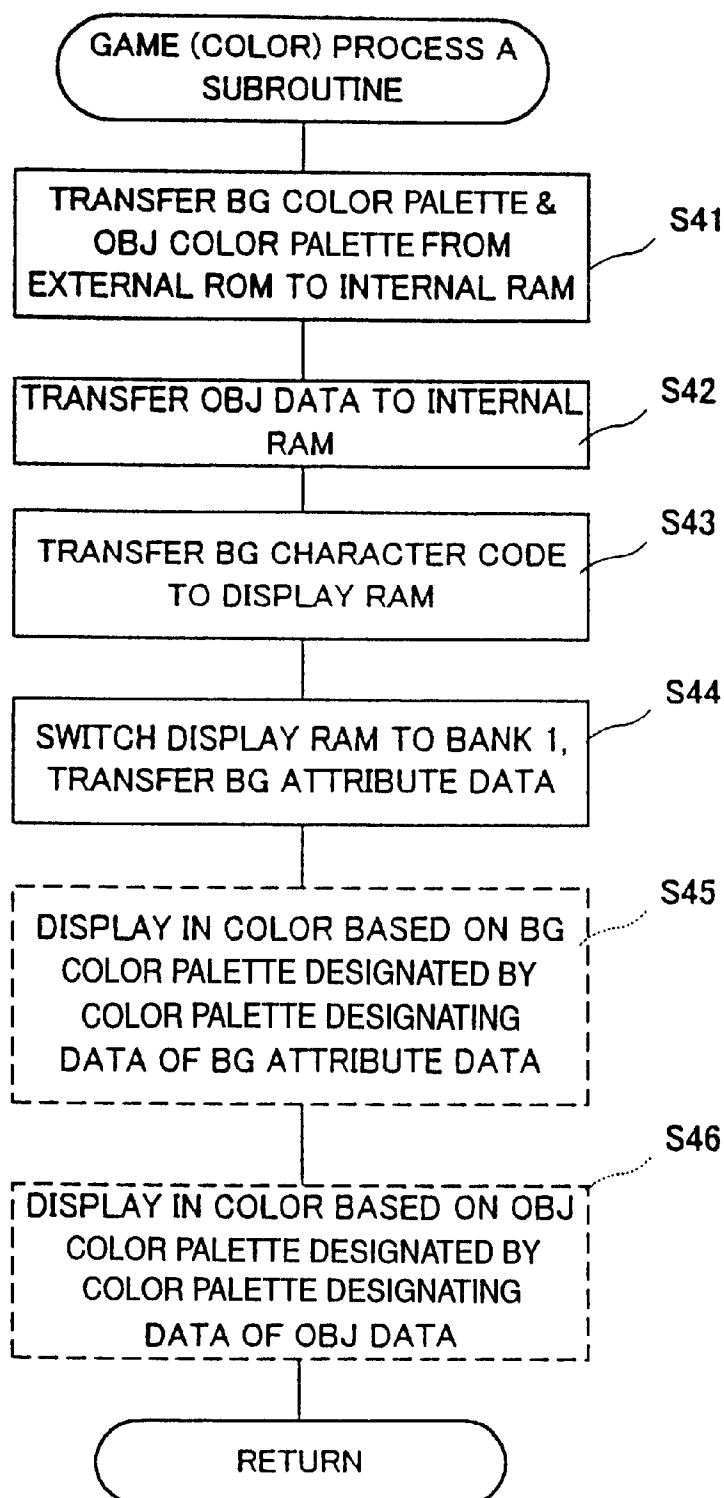 GAME (COLOR) PROCESS A
SUBROUTINE
TRANSFER BG COLOR PALETTE &
OBJ COLOR PALETTE FROM
EXTERNAL ROM TO INTERNAL RAM
S41
TRANSFER OBJ DATA TO INTERNAL
RAM
S42
TRANSFER BG CHARACTER CODE
TO DISPLAY RAM
S43
SWITCH DISPLAY RAM TO BANK 1,
TRANSFER BG ATTRIBUTE DATA
S44
DISPLAY IN COLOR BASED ON BG
COLOR PALETTE DESIGNATED BY
COLOR PALETTE DESIGNATING
DATA OF BG ATTRIBUTE DATA
S45
DISPLAY IN COLOR BASED ON OBJ
COLOR PALETTE DESIGNATED BY
COLOR PALETTE DESIGNATING
DATA OF OBJ DATA
S46
RETURN